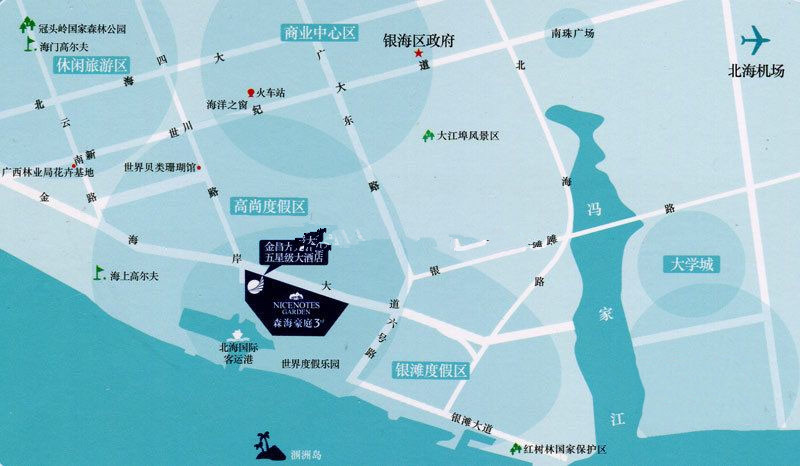 冠头岭国家森林公园
海门高尔夫
休闲旅游区
商业中心区
银海区政府
南珠广场
北海机场
火车站
海洋之窗
大江埠风景区
广西林业局花卉基地
世界贝类珊瑚馆
高尚度假区
北海大道
云南路
新世纪
四川路
广东路
金海岸大道
银滩
北海
滩
路
路
冯家江
大学城
金昌大
五星级大酒店
NICENOTES
GARDEN
森海豪庭3rd
海上高尔夫
北海国际
客运港
世界度假乐园
六号路
银滩度假区
银滩大道
红树林国家保护区
涠洲岛